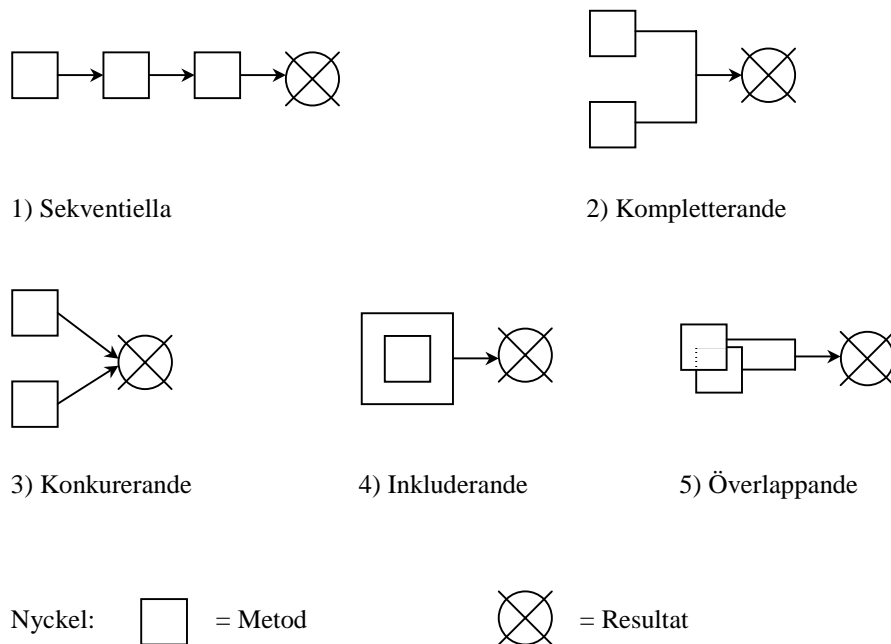 1) Sekventiella
2) Kompletterande
3) Konkurerande
4) Inkluderande
5) Överlappande
Nyckel:
= Metod
= Resultat